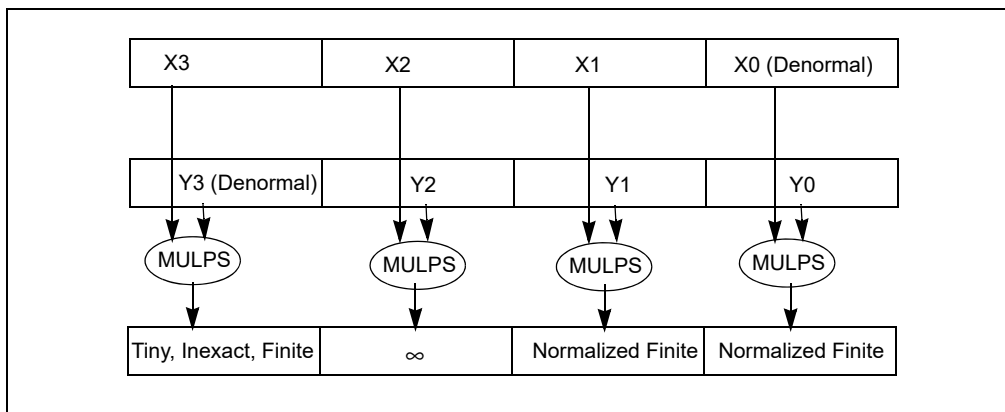 X3 X2 X1 X0 (Denormal)
Y3 (Denormal) Y2 Y1 Y0
MULPS MULPS MULPS MULPS
Tiny, Inexact, Finite ∞ Normalized Finite Normalized Finite